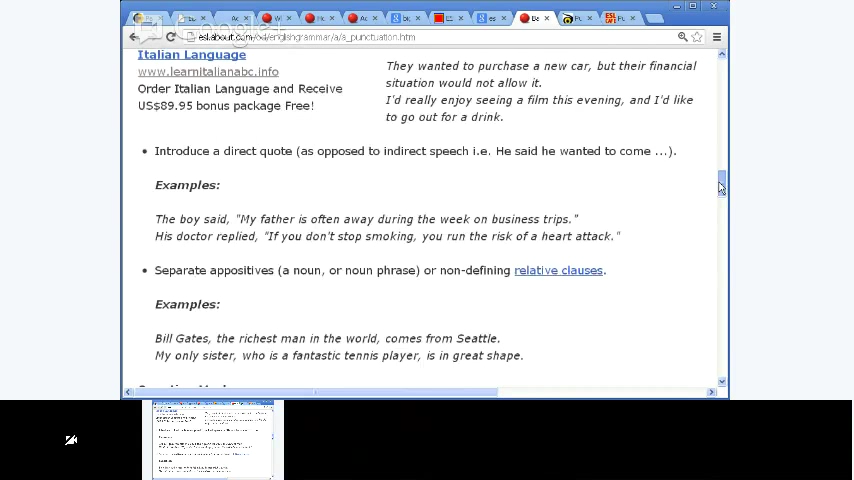 Google+
esl.about.com/od/englishgrammar/a/a_punctuation.htm
Italian Language
www.learnitalianabc.info
Order Italian Language and Receive
US$89.95 bonus package Free!
They wanted to purchase a new car, but their financial
situation would not allow it.
I'd really enjoy seeing a film this evening, and I'd like
to go out for a drink.
• Introduce a direct quote (as opposed to indirect speech i.e. He said he wanted to come ...).
Examples:
The boy said, "My father is often away during the week on business trips."
His doctor replied, "If you don't stop smoking, you run the risk of a heart attack."
• Separate appositives (a noun, or noun phrase) or non-defining relative clauses.
Examples:
Bill Gates, the richest man in the world, comes from Seattle.
My only sister, who is a fantastic tennis player, is in great shape.